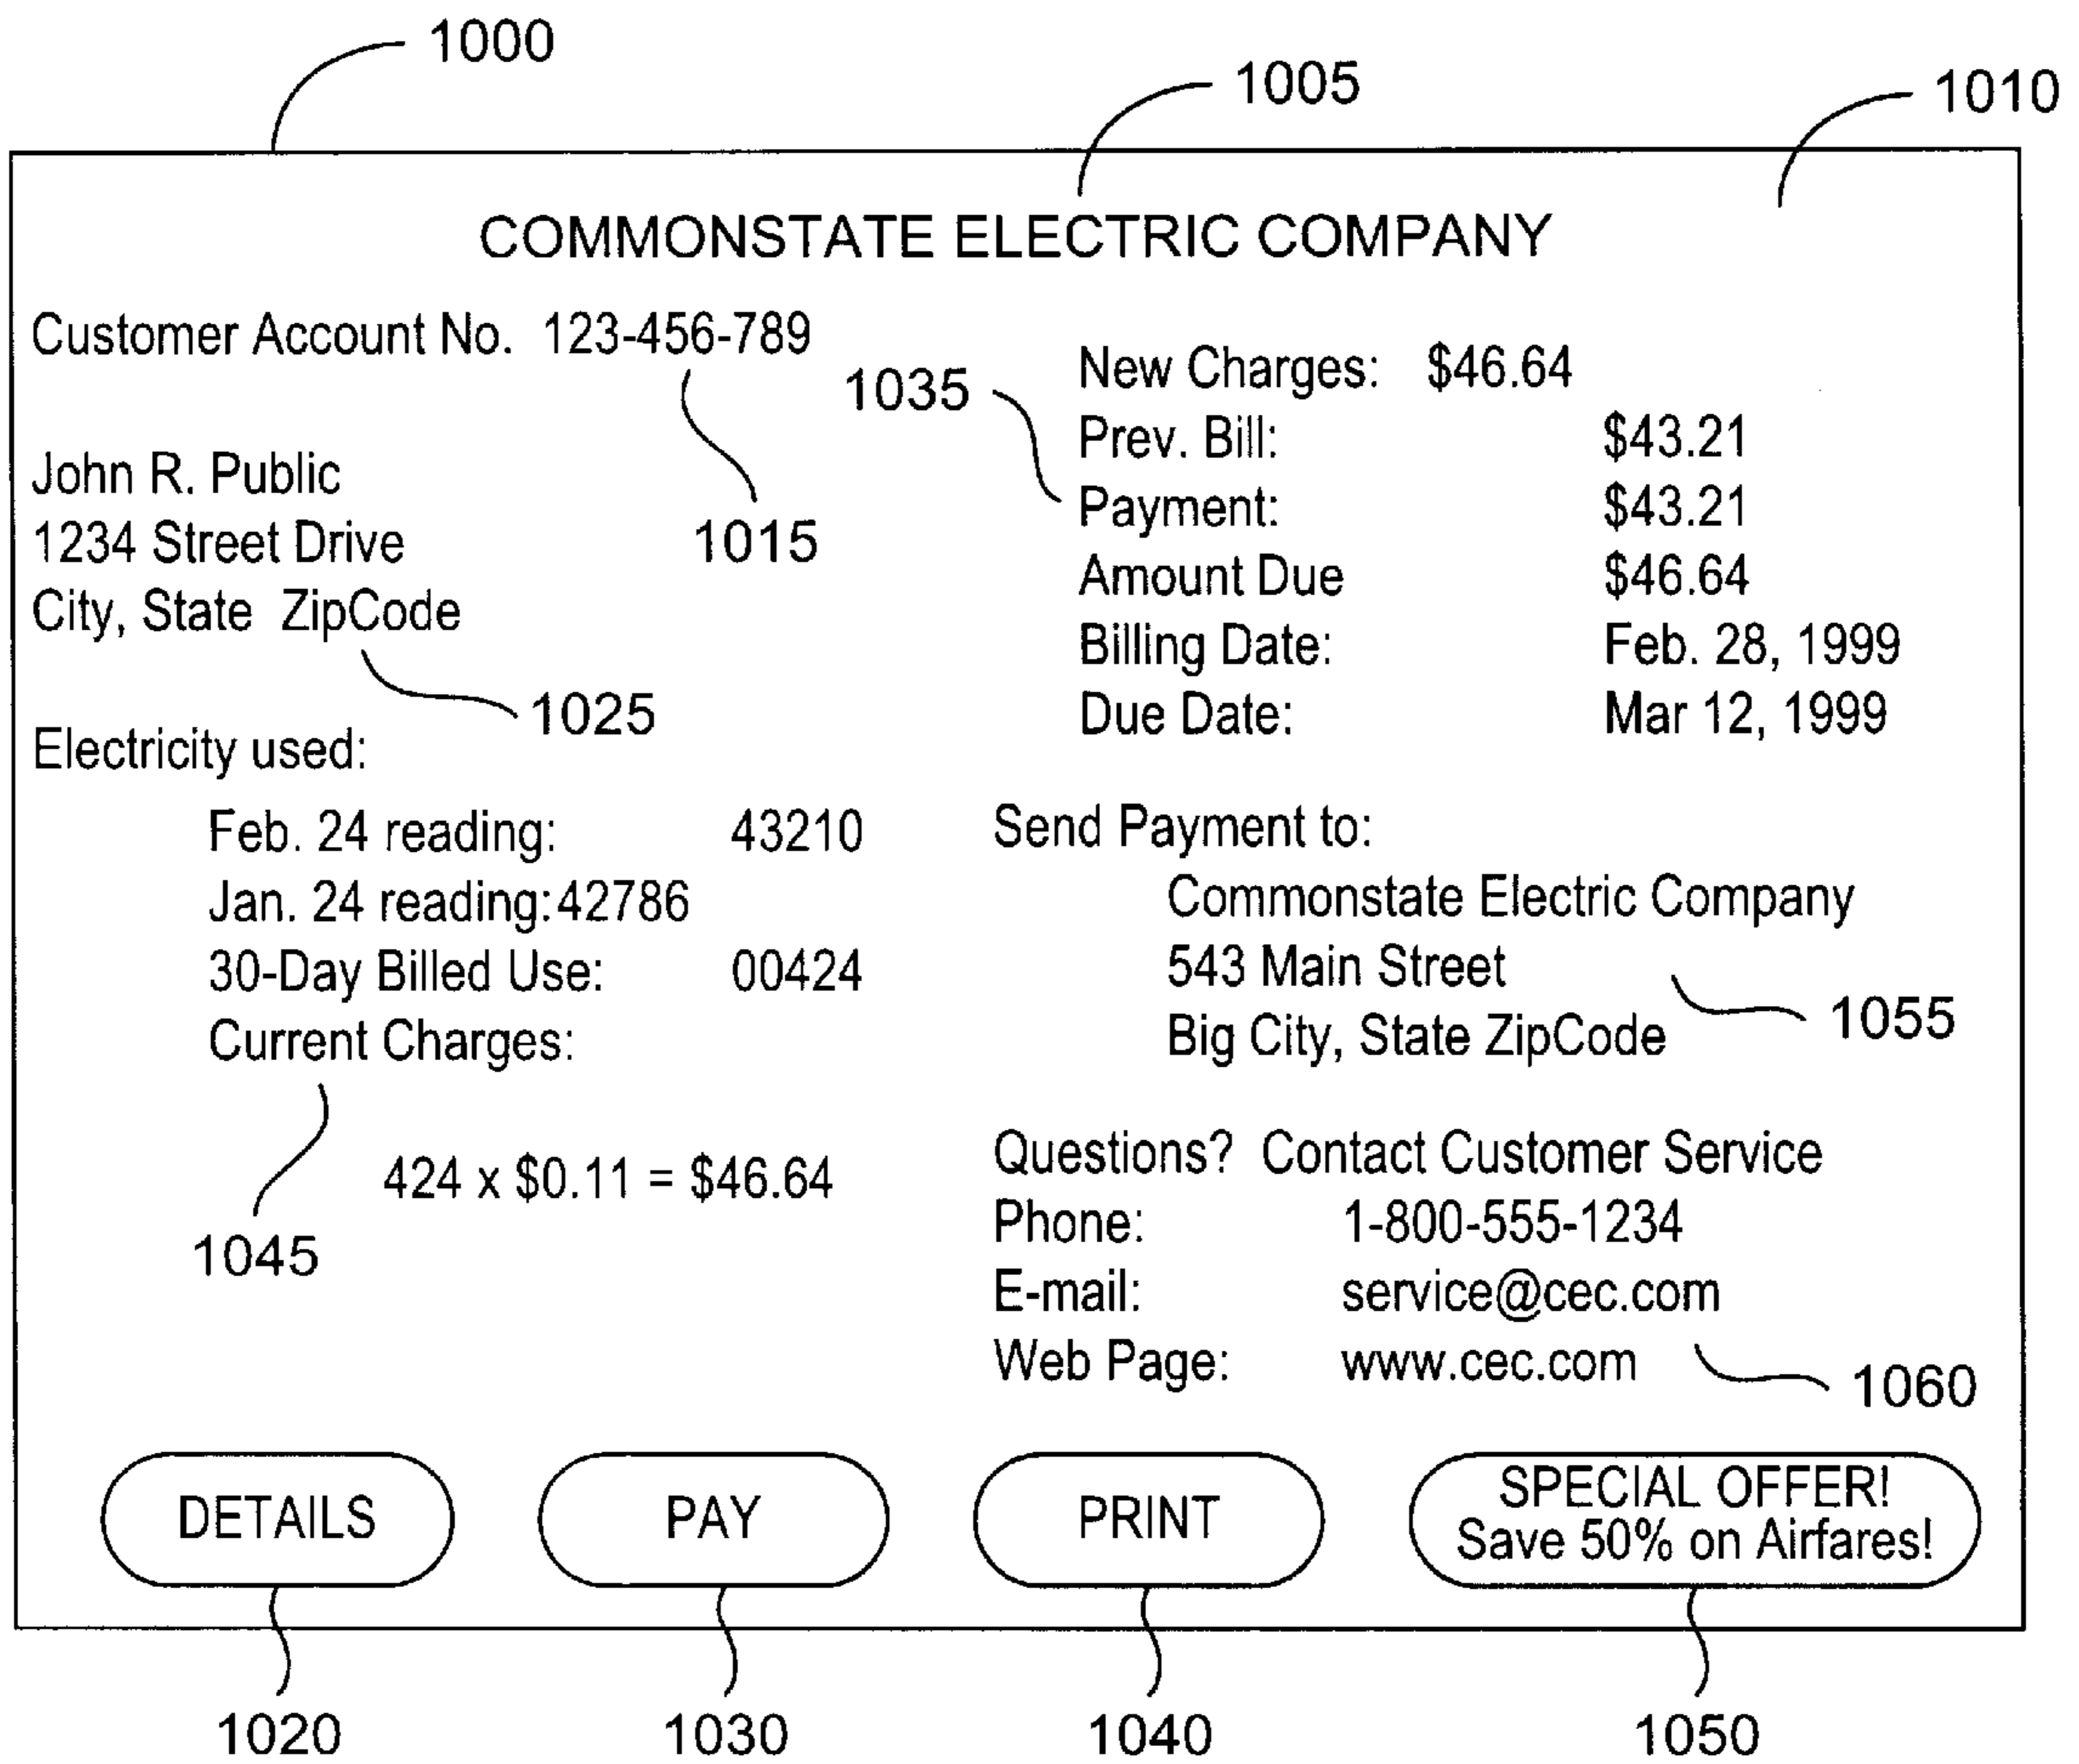 1000
1005
1010
COMMONSTATE ELECTRIC COMPANY
Customer Account No. 123-456-789
1015
John R. Public
1234 Street Drive
City, State ZipCode
1025
1035
New Charges: $46.64
Prev. Bill: $43.21
Payment: $43.21
Amount Due $46.64
Billing Date: Feb. 28, 1999
Due Date: Mar 12, 1999
Electricity used:
Feb. 24 reading: 43210
Jan. 24 reading: 42786
30-Day Billed Use: 00424
Current Charges:
1045
424 x $0.11 = $46.64
Send Payment to:
Commonstate Electric Company
543 Main Street
Big City, State ZipCode
1055
Questions? Contact Customer Service
Phone: 1-800-555-1234
E-mail: service@cec.com
Web Page: www.cec.com
1060
DETAILS
PAY
PRINT
SPECIAL OFFER!
Save 50% on Airfares!
1020
1030
1040
1050